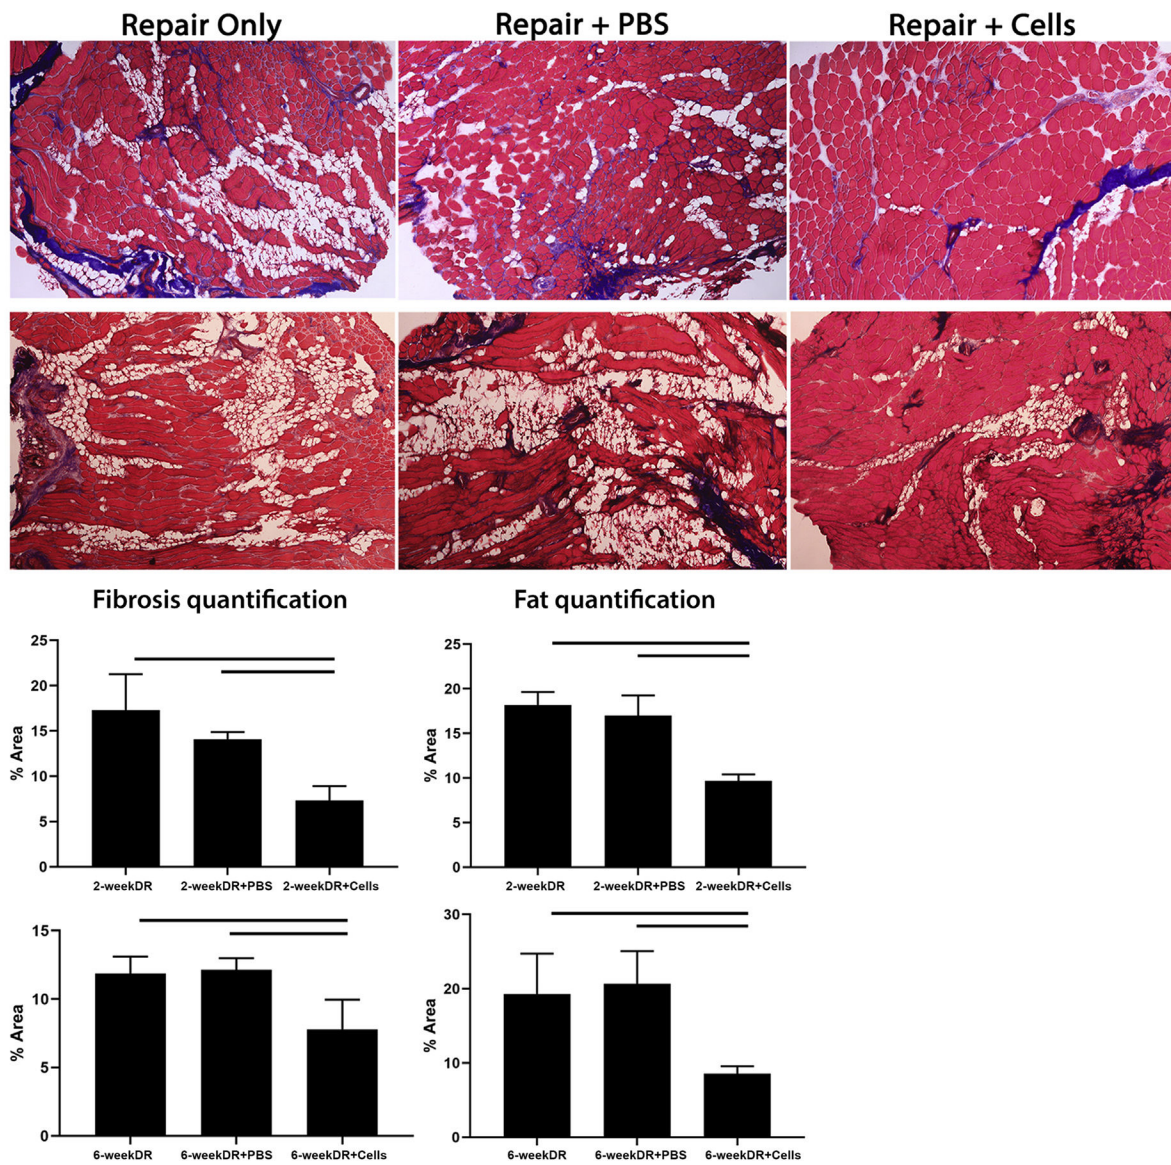 Repair Only
Repair + PBS
Repair + Cells
Fibrosis quantification
Fat quantification
25
20
15
10
5
0
% Area
2-weekDR
2-weekDR+PBS
2-weekDR+Cells
25
20
15
10
5
0
% Area
2-weekDR
2-weekDR+PBS
2-weekDR+Cells
15
10
5
0
% Area
6-weekDR
6-weekDR+PBS
6-weekDR+Cells
30
20
10
0
% Area
6-weekDR
6-weekDR+PBS
6-weekDR+Cells